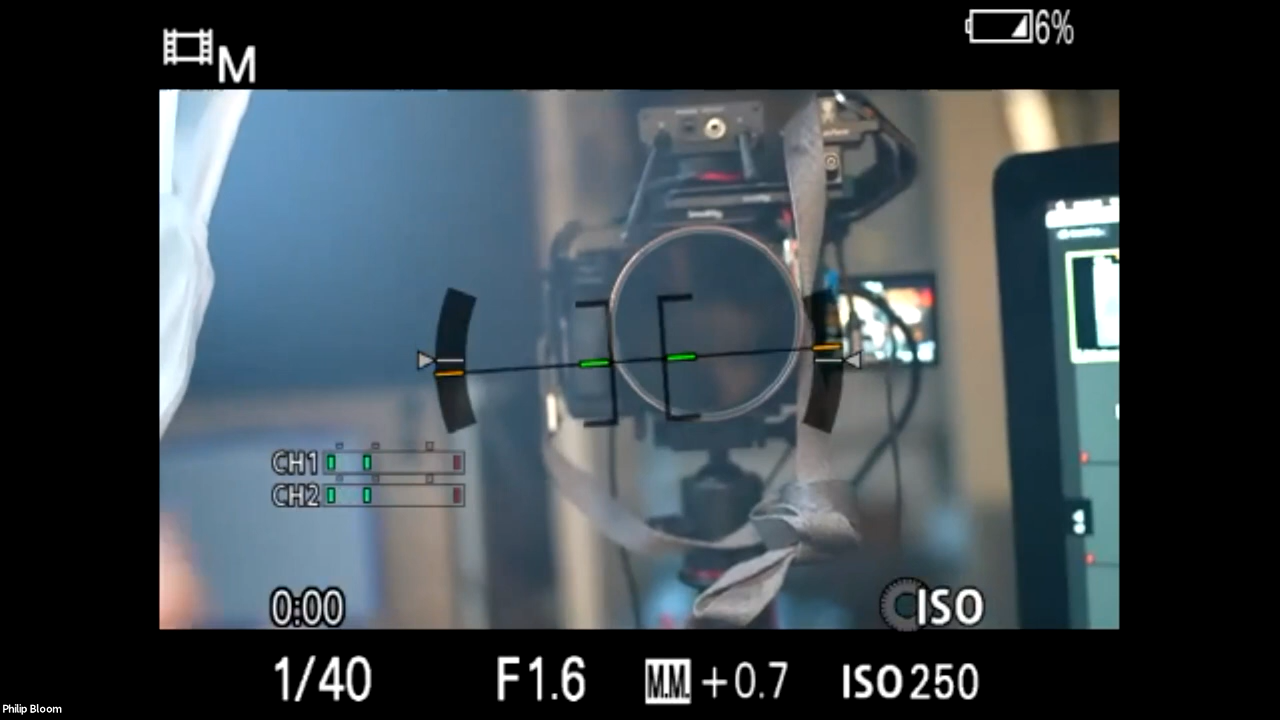 M
6%
CH1
CH2
0:00
ISO
1/40
F1.6
M.M.
+0.7
ISO 250
Philip Bloom